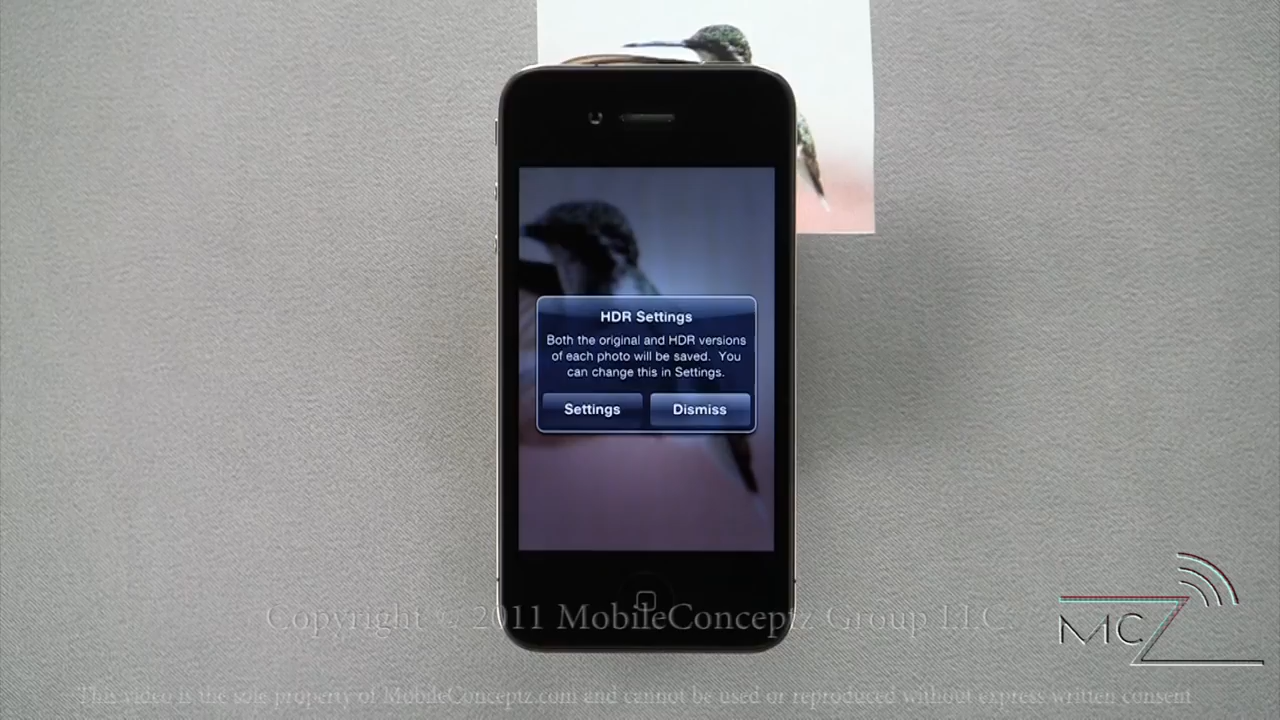 HDR Settings
Both the original and HDR versions
of each photo will be saved. You
can change this in Settings.
Settings Dismiss
Copyright © 2011 MobileConceptz Group LLC.
MCZ
This video is the sole property of MobileConceptz.com and cannot be used or reproduced without express written consent